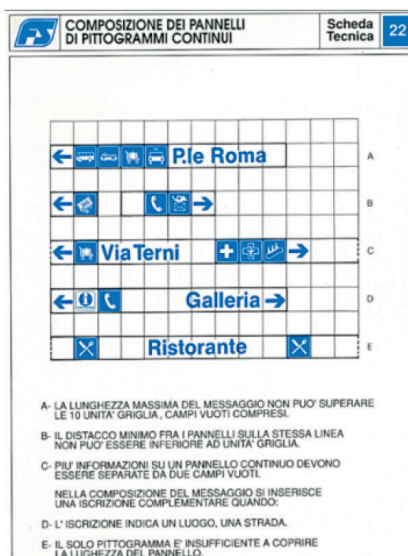 FS COMPOSIZIONE DEI PANNELLI Scheda 22
DI PITTOGRAMMI CONTINUI Tecnica
P.le Roma A
B
Via Terni C
i Galleria D
Ristorante E
A- LA LUNGHEZZA MASSIMA DEL MESSAGGIO NON PUO' SUPERARE
LE 10 UNITA' GRIGLIA , CAMPI VUOTI COMPRESI.
B- IL DISTACCO MINIMO FRA I PANNELLI SULLA STESSA LINEA
NON PUO' ESSERE INFERIORE AD UNITA' GRIGLIA.
C- PIU' INFORMAZIONI SU UN PANNELLO CONTINUO DEVONO
ESSERE SEPARATE DA DUE CAMPI VUOTI.
NELLA COMPOSIZIONE DEL MESSAGGIO SI INSERISCE
UNA ISCRIZIONE COMPLEMENTARE QUANDO:
D- L' ISCRIZIONE INDICA UN LUOGO, UNA STRADA.
E- IL SOLO PITTOGRAMMA E' INSUFFICIENTE A COPRIRE
LA LUGHEZZA DEL PANNELLO.